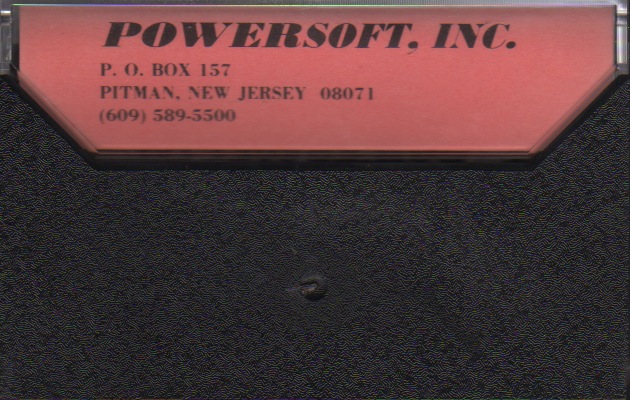 POWERSOFT, INC.
P. O. BOX 157
PITMAN, NEW JERSEY 08071
(609) 589-5500